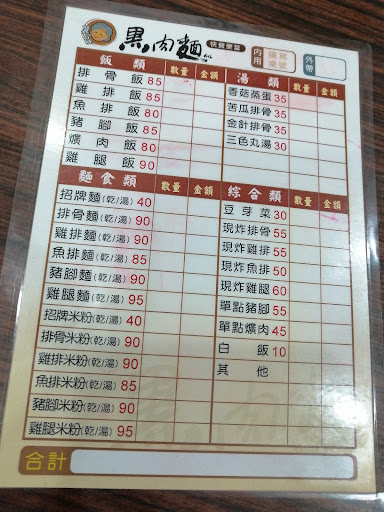 黑肉麵 快餐便當 內用 外帶
飯類 數量 金額
排骨飯 85
雞排飯 85
魚排飯 80
豬腳飯 85
爌肉飯 80
雞腿飯 90
湯類 數量 金額
香菇蒸蛋 35
苦瓜排骨 35
金針排骨 35
三色丸湯 30
麵食類 數量 金額
招牌麵(乾/湯) 40
排骨麵(乾/湯) 90
雞排麵(乾/湯) 90
魚排麵(乾/湯) 85
豬腳麵(乾/湯) 90
雞腿麵(乾/湯) 95
招牌米粉(乾/湯) 40
排骨米粉(乾/湯) 90
雞排米粉(乾/湯) 90
魚排米粉(乾/湯) 85
豬腳米粉(乾/湯) 90
雞腿米粉(乾/湯) 95
綜合類 數量 金額
豆芽菜 30
現炸排骨 55
現炸雞排 55
現炸魚排 50
現炸雞腿 60
單點豬腳 55
單點爌肉 45
白飯 10
其他
合計